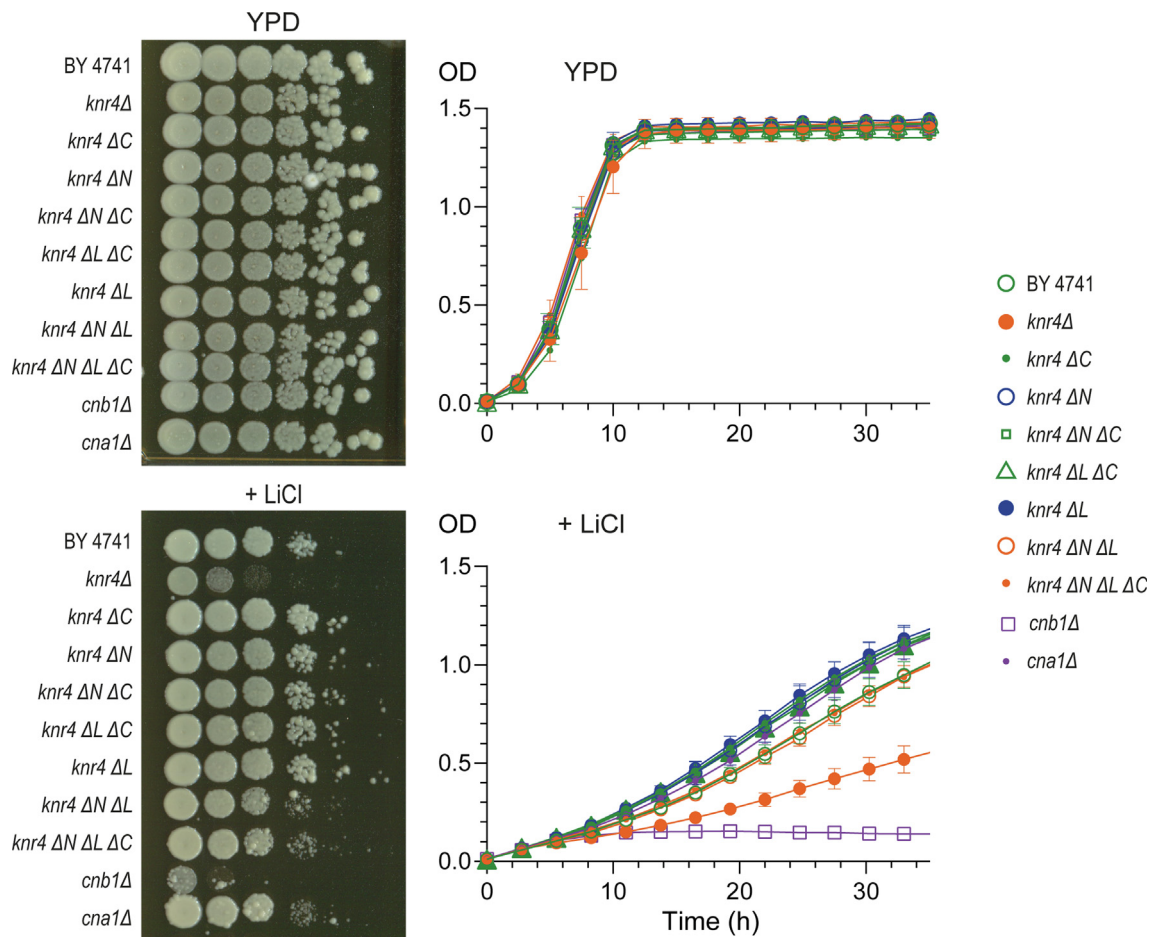 YPD
BY 4741
knr4Δ
knr4 ΔC
knr4 ΔN
knr4 ΔN ΔC
knr4 ΔL ΔC
knr4 ΔL
knr4 ΔN ΔL
knr4 ΔN ΔL ΔC
cnb1Δ
cna1Δ
OD
YPD
1.5
1.0
0.5
0.0
0
10
20
30
+ LiCl
BY 4741
knr4Δ
knr4 ΔC
knr4 ΔN
knr4 ΔN ΔC
knr4 ΔL ΔC
knr4 ΔL
knr4 ΔN ΔL
knr4 ΔN ΔL ΔC
cnb1Δ
cna1Δ
OD
+ LiCl
1.5
1.0
0.5
0.0
0
10
20
30
Time (h)
BY 4741
knr4Δ
knr4 ΔC
knr4 ΔN
knr4 ΔN ΔC
knr4 ΔL ΔC
knr4 ΔL
knr4 ΔN ΔL
knr4 ΔN ΔL ΔC
cnb1Δ
cna1Δ